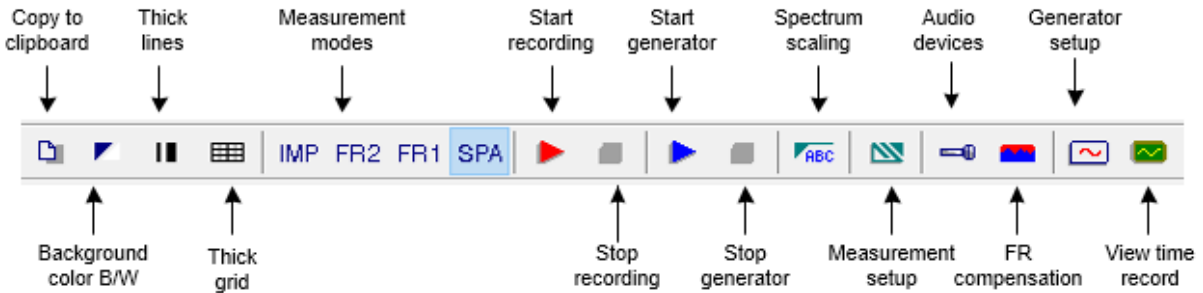 Copy to
clipboard
Thick
lines
Measurement
modes
Start
recording
Start
generator
Spectrum
scaling
Audio
devices
Generator
setup
IMP FR2 FR1 SPA
ABC
Background
color B/W
Thick
grid
Stop
recording
Stop
generator
Measurement
setup
FR
compensation
View time
record